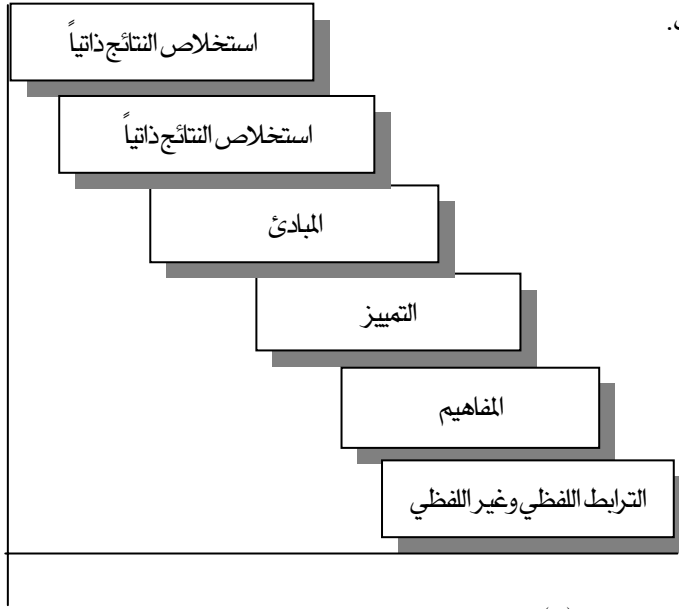 استخلاص النتائج ذاتياً
استخلاص النتائج ذاتياً
المبادئ
التمييز
المفاهيم
الترابط اللفظي وغير اللفظي